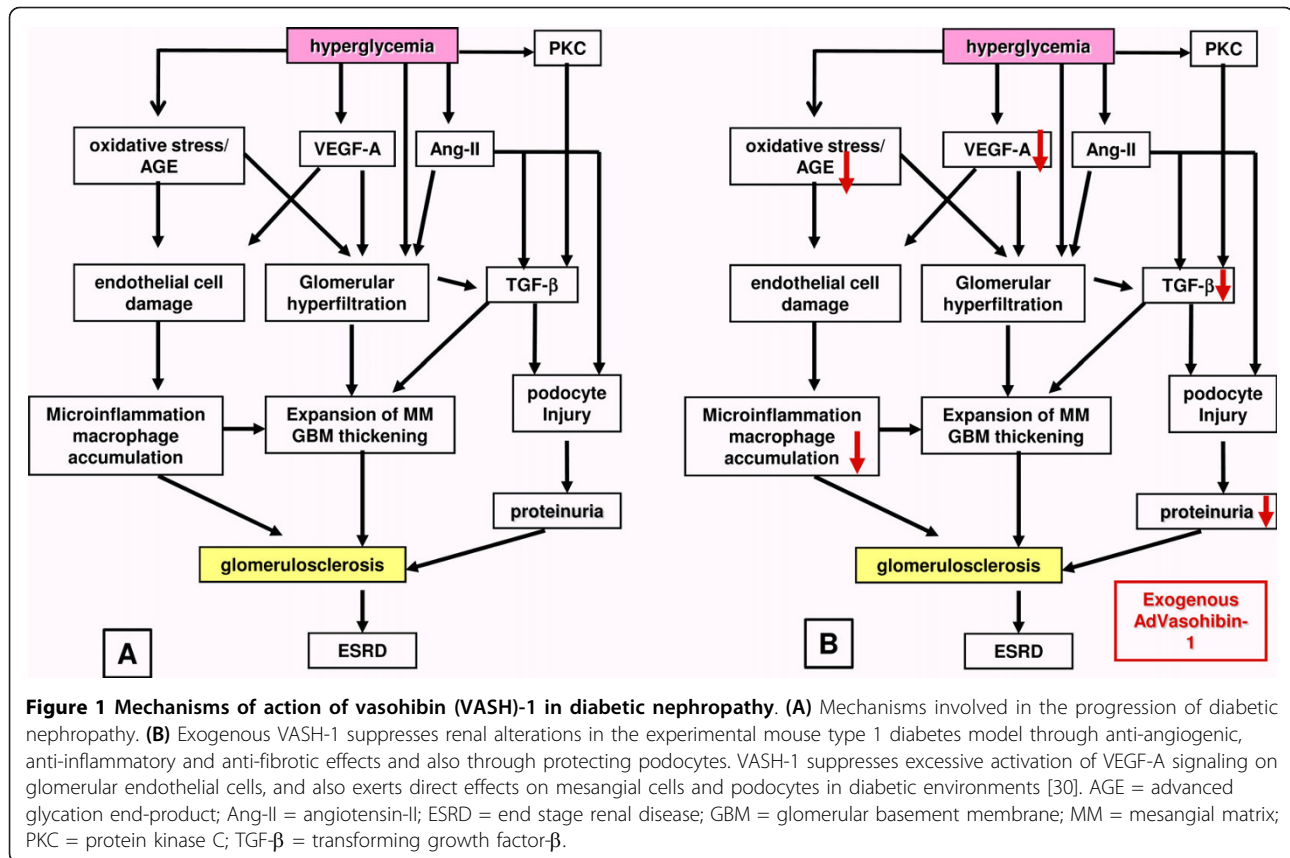 hyperglycemia
PKC
oxidative stress/
AGE
VEGF-A
Ang-II
endothelial cell
damage
Glomerular
hyperfiltration
TGF-β
Microinflammation
macrophage
accumulation
Expansion of MM
GBM thickening
podocyte
Injury
proteinuria
glomerulosclerosis
ESRD
A
hyperglycemia
PKC
oxidative stress/
AGE
VEGF-A
Ang-II
endothelial cell
damage
Glomerular
hyperfiltration
TGF-β
Microinflammation
macrophage
accumulation
Expansion of MM
GBM thickening
podocyte
Injury
proteinuria
glomerulosclerosis
ESRD
B
Exogenous
AdVasohibin-
1
Figure 1 Mechanisms of action of vasohibin (VASH)-1 in diabetic nephropathy. (A) Mechanisms involved in the progression of diabetic
nephropathy. (B) Exogenous VASH-1 suppresses renal alterations in the experimental mouse type 1 diabetes model through anti-angiogenic,
anti-inflammatory and anti-fibrotic effects and also through protecting podocytes. VASH-1 suppresses excessive activation of VEGF-A signaling on
glomerular endothelial cells, and also exerts direct effects on mesangial cells and podocytes in diabetic environments [30]. AGE = advanced
glycation end-product; Ang-II = angiotensin-II; ESRD = end stage renal disease; GBM = glomerular basement membrane; MM = mesangial matrix;
PKC = protein kinase C; TGF-β = transforming growth factor-β.